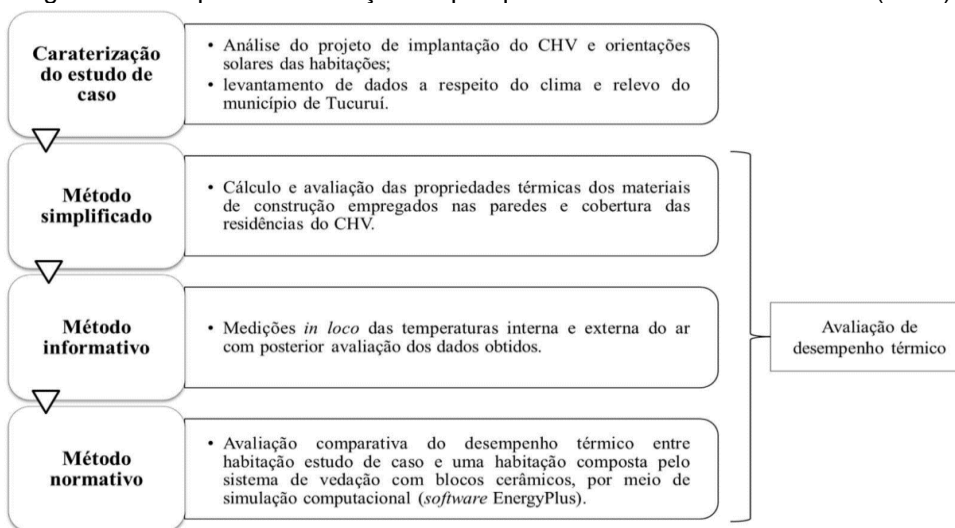 Caraterização
do estudo de
caso
• Análise do projeto de implantação do CHV e orientações
solares das habitações;
• levantamento de dados a respeito do clima e relevo do
município de Tucuruí.
Método
simplificado
• Cálculo e avaliação das propriedades térmicas dos materiais
de construção empregados nas paredes e cobertura das
residências do CHV.
Método
informativo
• Medições in loco das temperaturas interna e externa do ar
com posterior avaliação dos dados obtidos.
Método
normativo
• Avaliação comparativa do desempenho térmico entre
habitação estudo de caso e uma habitação composta pelo
sistema de vedação com blocos cerâmicos, por meio de
simulação computacional (software EnergyPlus).
Avaliação de
desempenho térmico